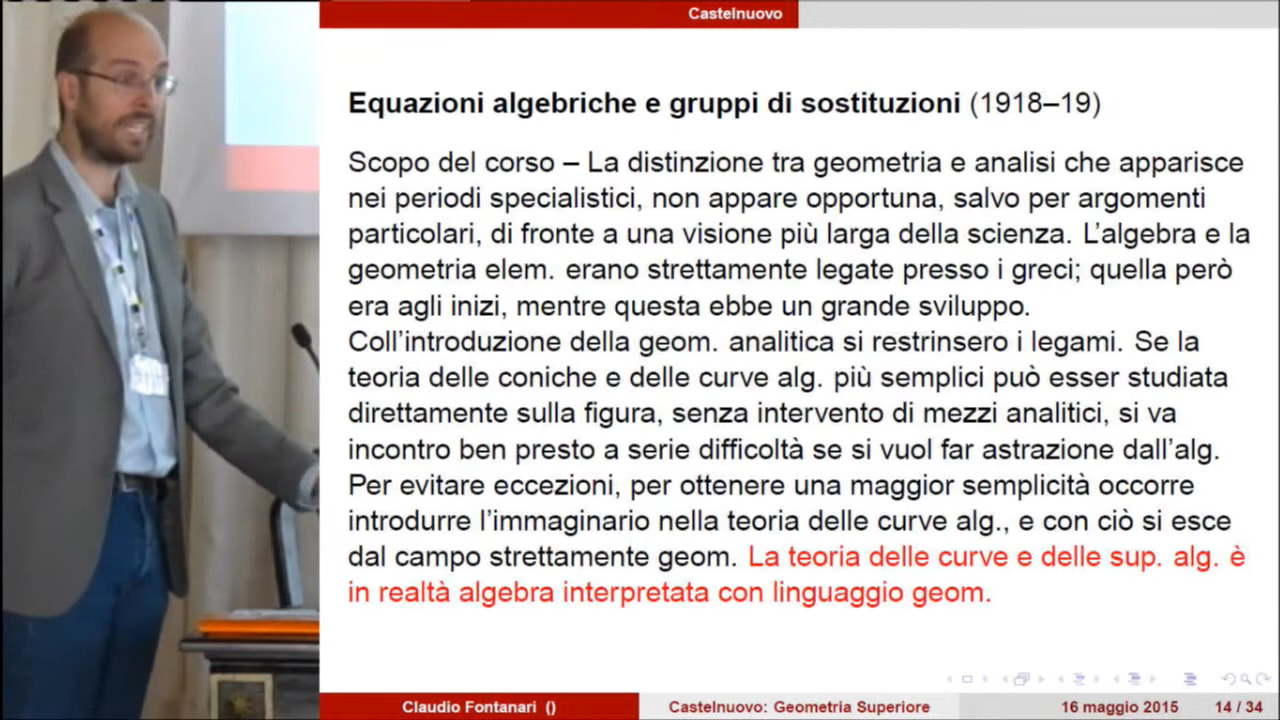 Castelnuovo
Equazioni algebriche e gruppi di sostituzioni (1918–19)
Scopo del corso – La distinzione tra geometria e analisi che apparisce
nei periodi specialistici, non appare opportuna, salvo per argomenti
particolari, di fronte a una visione più larga della scienza. L'algebra e la
geometria elem. erano strettamente legate presso i greci; quella però
era agli inizi, mentre questa ebbe un grande sviluppo.
Coll'introduzione della geom. analitica si restrinsero i legami. Se la
teoria delle coniche e delle curve alg. più semplici può esser studiata
direttamente sulla figura, senza intervento di mezzi analitici, si va
incontro ben presto a serie difficoltà se si vuol far astrazione dall'alg.
Per evitare eccezioni, per ottenere una maggior semplicità occorre
introdurre l'immaginario nella teoria delle curve alg., e con ciò si esce
dal campo strettamente geom. La teoria delle curve e delle sup. alg. è
in realtà algebra interpretata con linguaggio geom.
Claudio Fontanari () Castelnuovo: Geometria Superiore 16 maggio 2015 14 / 34